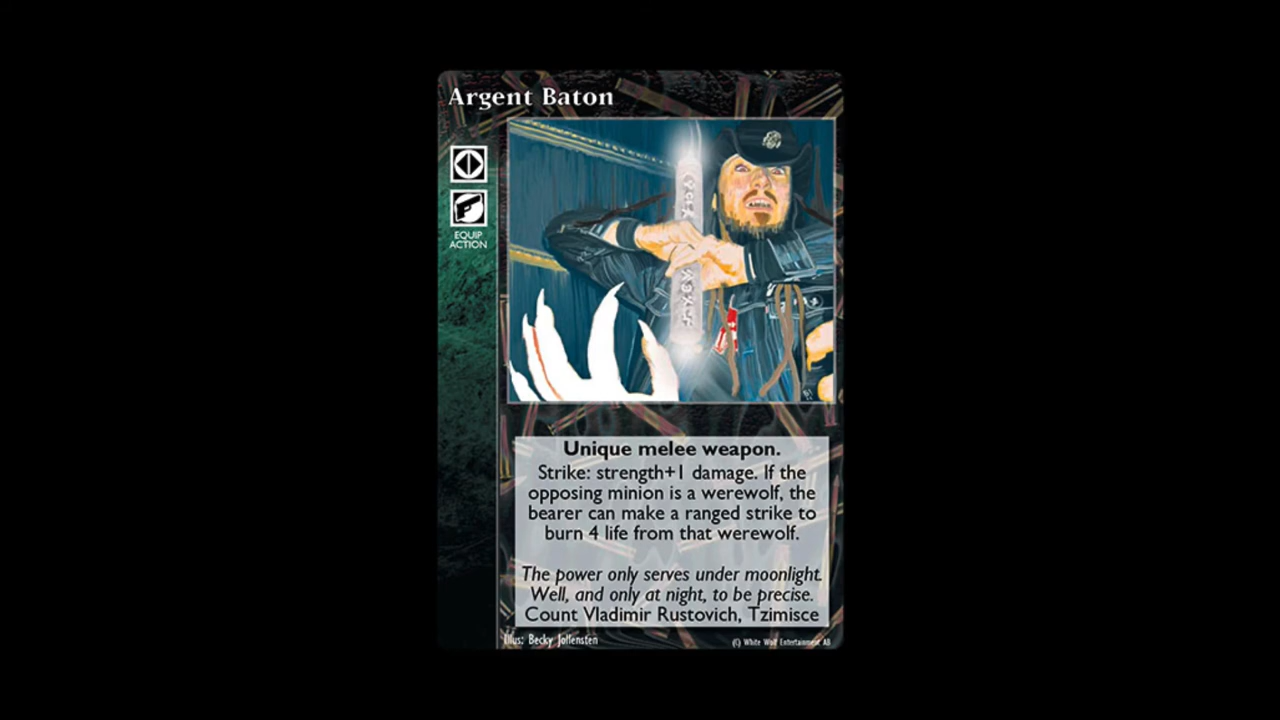 Argent Baton
EQUIP
ACTION
Unique melee weapon.
Strike: strength+1 damage. If the
opposing minion is a werewolf, the
bearer can make a ranged strike to
burn 4 life from that werewolf.
The power only serves under moonlight.
Well, and only at night, to be precise.
Count Vladimir Rustovich, Tzimisce
Illus: Becky Jollensten
(C) White Wolf Entertainment AB